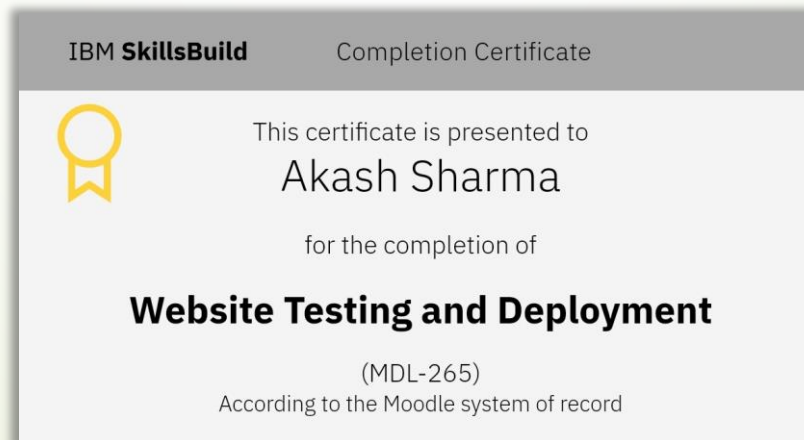 IBM SkillsBuild Completion Certificate
This certificate is presented to
Akash Sharma
for the completion of
Website Testing and Deployment
(MDL-265)
According to the Moodle system of record